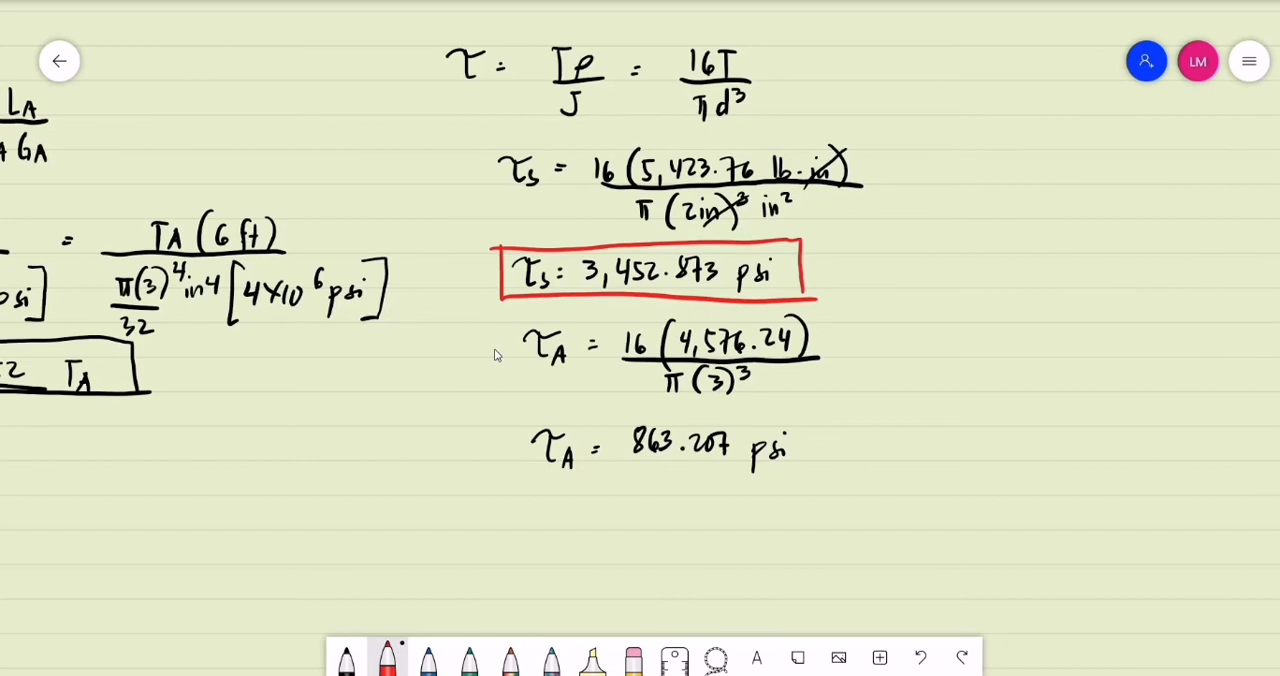 τ = Tρ / J = 16T / πd³
τs = 16 (5,423.76 lb·in) / π (2in)³ in²
τs = 3,452.873 psi
τA = 16 (4,576.24) / π (3)³
τA = 863.207 psi
LA
A GA
psi] = TA (6 ft) / π(3)⁴/32 in4 [4×10⁶ psi]
52 TA
LM
A